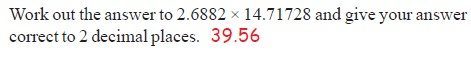 Work out the answer to 2.6882 × 14.71728 and give your answer
correct to 2 decimal places. 39.56